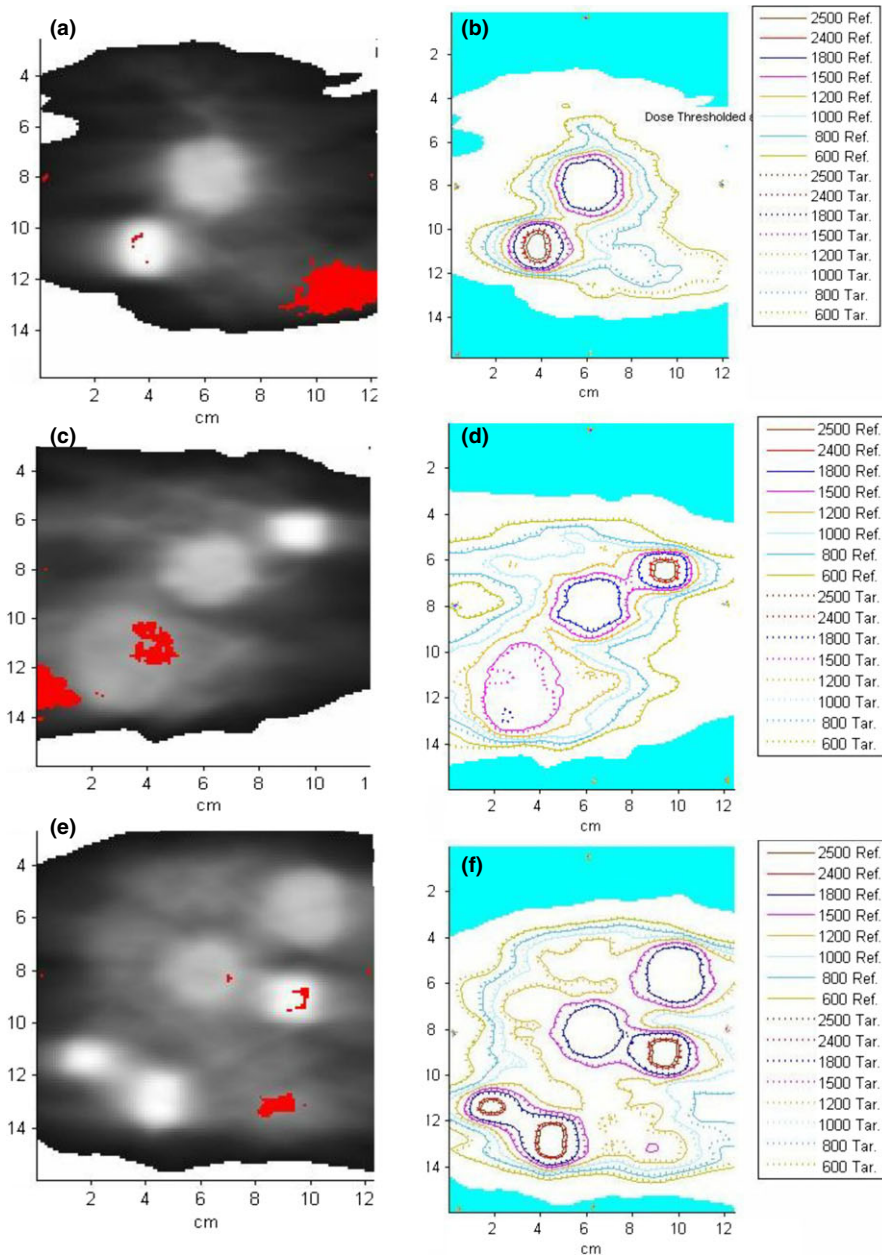 (a)
4
6
8
10
12
14
2 4 6 8 10 12
cm
(b)
0
2
4
6
8
10
12
14
0 2 4 6 8 10 12
cm
Dose Thresholded
2500 Ref.
2400 Ref.
1800 Ref.
1500 Ref.
1200 Ref.
1000 Ref.
800 Ref.
600 Ref.
2500 Tar.
2400 Tar.
1800 Tar.
1500 Tar.
1200 Tar.
1000 Tar.
800 Tar.
600 Tar.
(c)
4
6
8
10
12
14
2 4 6 8 10 1
cm
(d)
0
2
4
6
8
10
12
14
0 2 4 6 8 10 12
cm
2500 Ref.
2400 Ref.
1800 Ref.
1500 Ref.
1200 Ref.
1000 Ref.
800 Ref.
600 Ref.
2500 Tar.
2400 Tar.
1800 Tar.
1500 Tar.
1200 Tar.
1000 Tar.
800 Tar.
600 Tar.
(e)
4
6
8
10
12
14
2 4 6 8 10 12
cm
(f)
0
2
4
6
8
10
12
14
0 2 4 6 8 10 12
cm
2500 Ref.
2400 Ref.
1800 Ref.
1500 Ref.
1200 Ref.
1000 Ref.
800 Ref.
600 Ref.
2500 Tar.
2400 Tar.
1800 Tar.
1500 Tar.
1200 Tar.
1000 Tar.
800 Tar.
600 Tar.